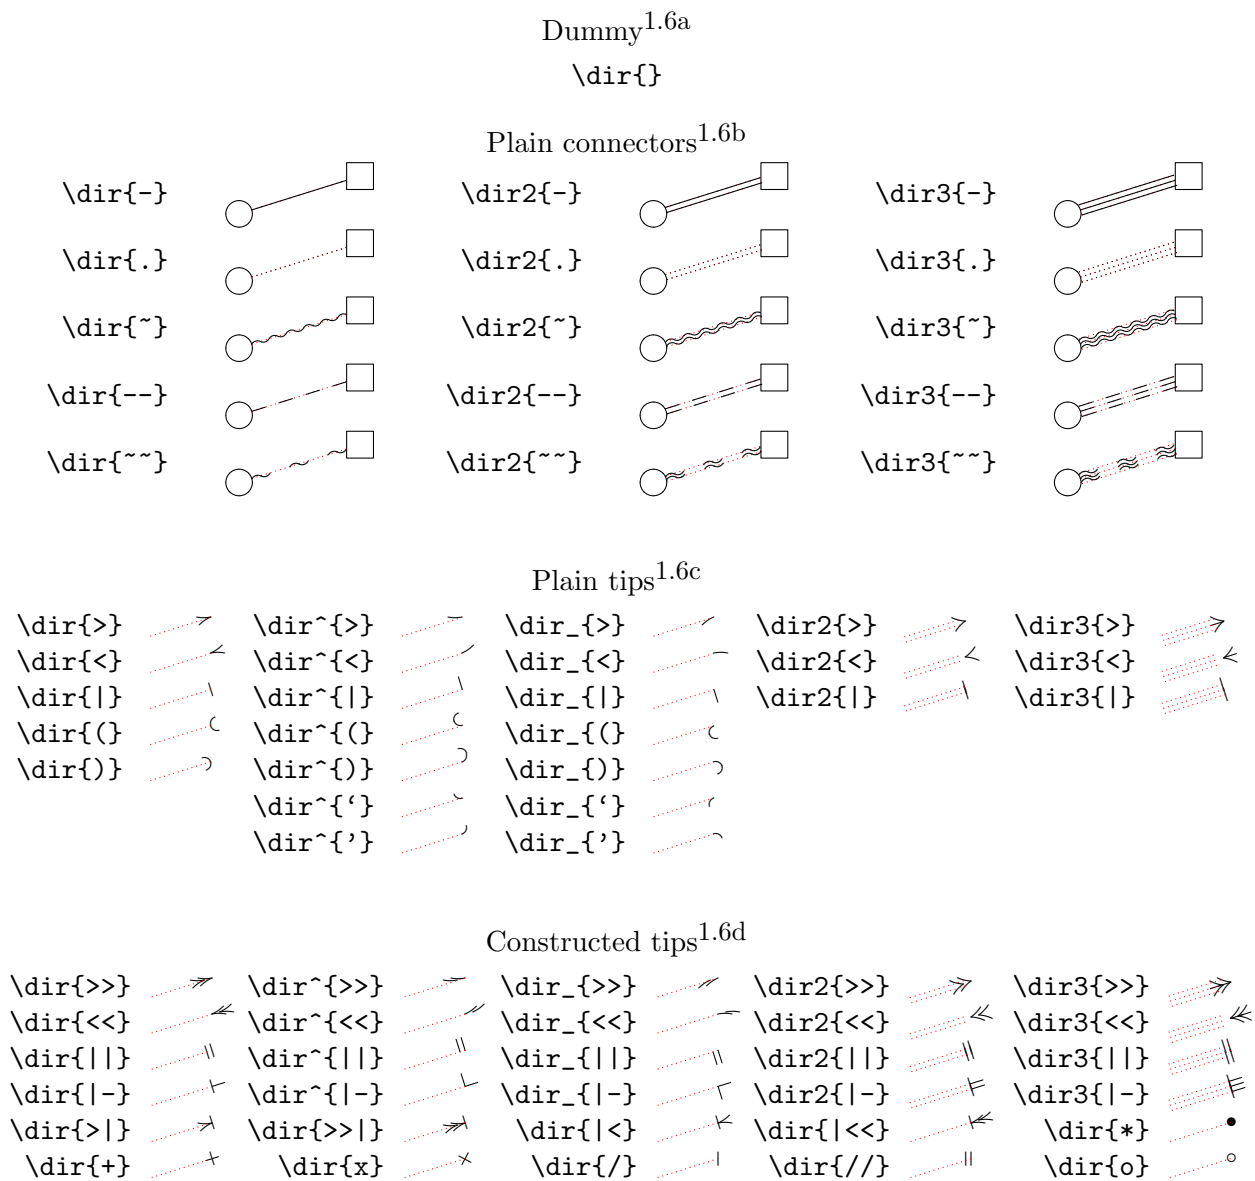 Dummy1.6a
\dir{}
Plain connectors1.6b
\dir{-} \dir2{-} \dir3{-}
\dir{.} \dir2{.} \dir3{.}
\dir{~} \dir2{~} \dir3{~}
\dir{--} \dir2{--} \dir3{--}
\dir{~~} \dir2{~~} \dir3{~~}
Plain tips1.6c
\dir{>} \dir^{>} \dir_{>} \dir2{>} \dir3{>}
\dir{<} \dir^{<} \dir_{<} \dir2{<} \dir3{<}
\dir{|} \dir^{|} \dir_{|} \dir2{|} \dir3{|}
\dir{(} \dir^{(} \dir_{(}
\dir{)} \dir^{)} \dir_{)}
\dir^{‘} \dir_{‘}
\dir^{’} \dir_{’}
Constructed tips1.6d
\dir{>>} \dir^{>>} \dir_{>>} \dir2{>>} \dir3{>>}
\dir{<<} \dir^{<<} \dir_{<<} \dir2{<<} \dir3{<<}
\dir{||} \dir^{||} \dir_{||} \dir2{||} \dir3{||}
\dir{|-} \dir^{|-} \dir_{|-} \dir2{|-} \dir3{|-}
\dir{>|} \dir{>>|} \dir{|<} \dir{|<<} \dir{*}
\dir{+} \dir{x} \dir{/} \dir{//} \dir{o}